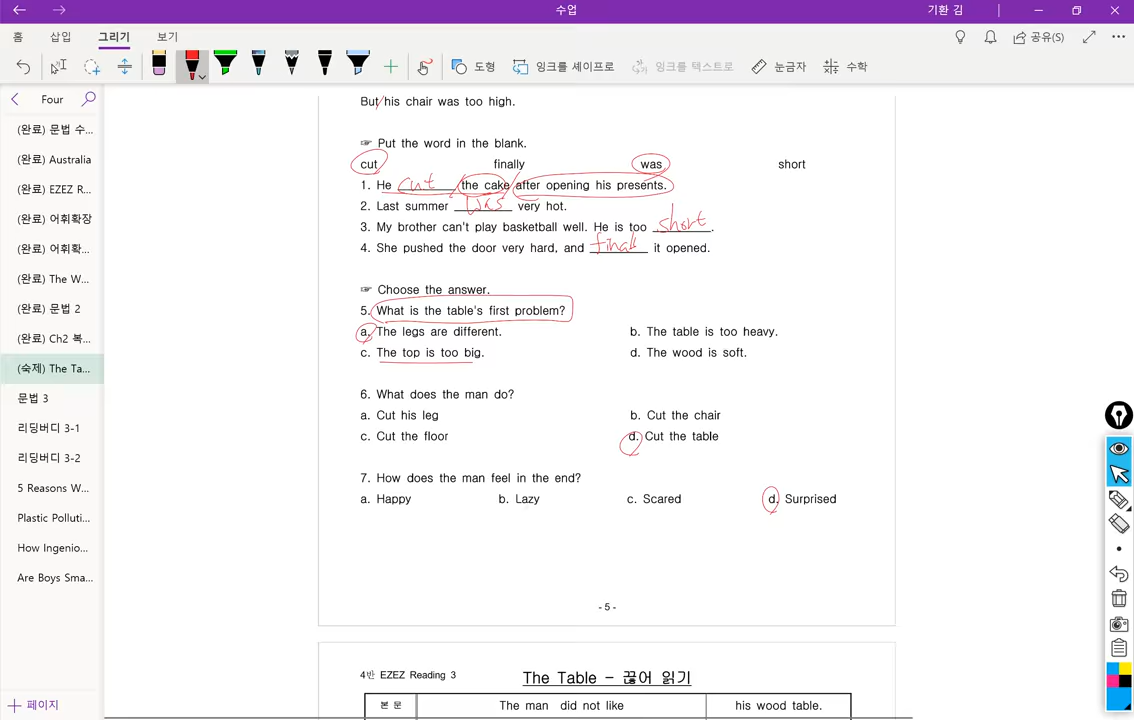 수업
기환 김
홈 삽입 그리기 보기
공유(S)
도형 잉크를 셰이프로 잉크를 텍스트로 눈금자 수학
Four
(완료) 문법 수...
(완료) Australia
(완료) EZEZ R...
(완료) 어휘확장
(완료) 어휘확...
(완료) The W...
(완료) 문법 2
(완료) Ch2 복...
(숙제) The Ta...
문법 3
리딩버디 3-1
리딩버디 3-2
5 Reasons W...
Plastic Polluti...
How Ingenio...
Are Boys Sma...
페이지
But his chair was too high.
☞ Put the word in the blank.
cut finally was short
1. He cut the cake after opening his presents.
2. Last summer was very hot.
3. My brother can't play basketball well. He is too short.
4. She pushed the door very hard, and it opened.
☞ Choose the answer.
5. What is the table's first problem?
a. The legs are different. b. The table is too heavy.
c. The top is too big. d. The wood is soft.
6. What does the man do?
a. Cut his leg b. Cut the chair
c. Cut the floor d. Cut the table
7. How does the man feel in the end?
a. Happy b. Lazy c. Scared d. Surprised
- 5 -
4반 EZEZ Reading 3 The Table - 끊어 읽기
본 문 The man did not like his wood table.